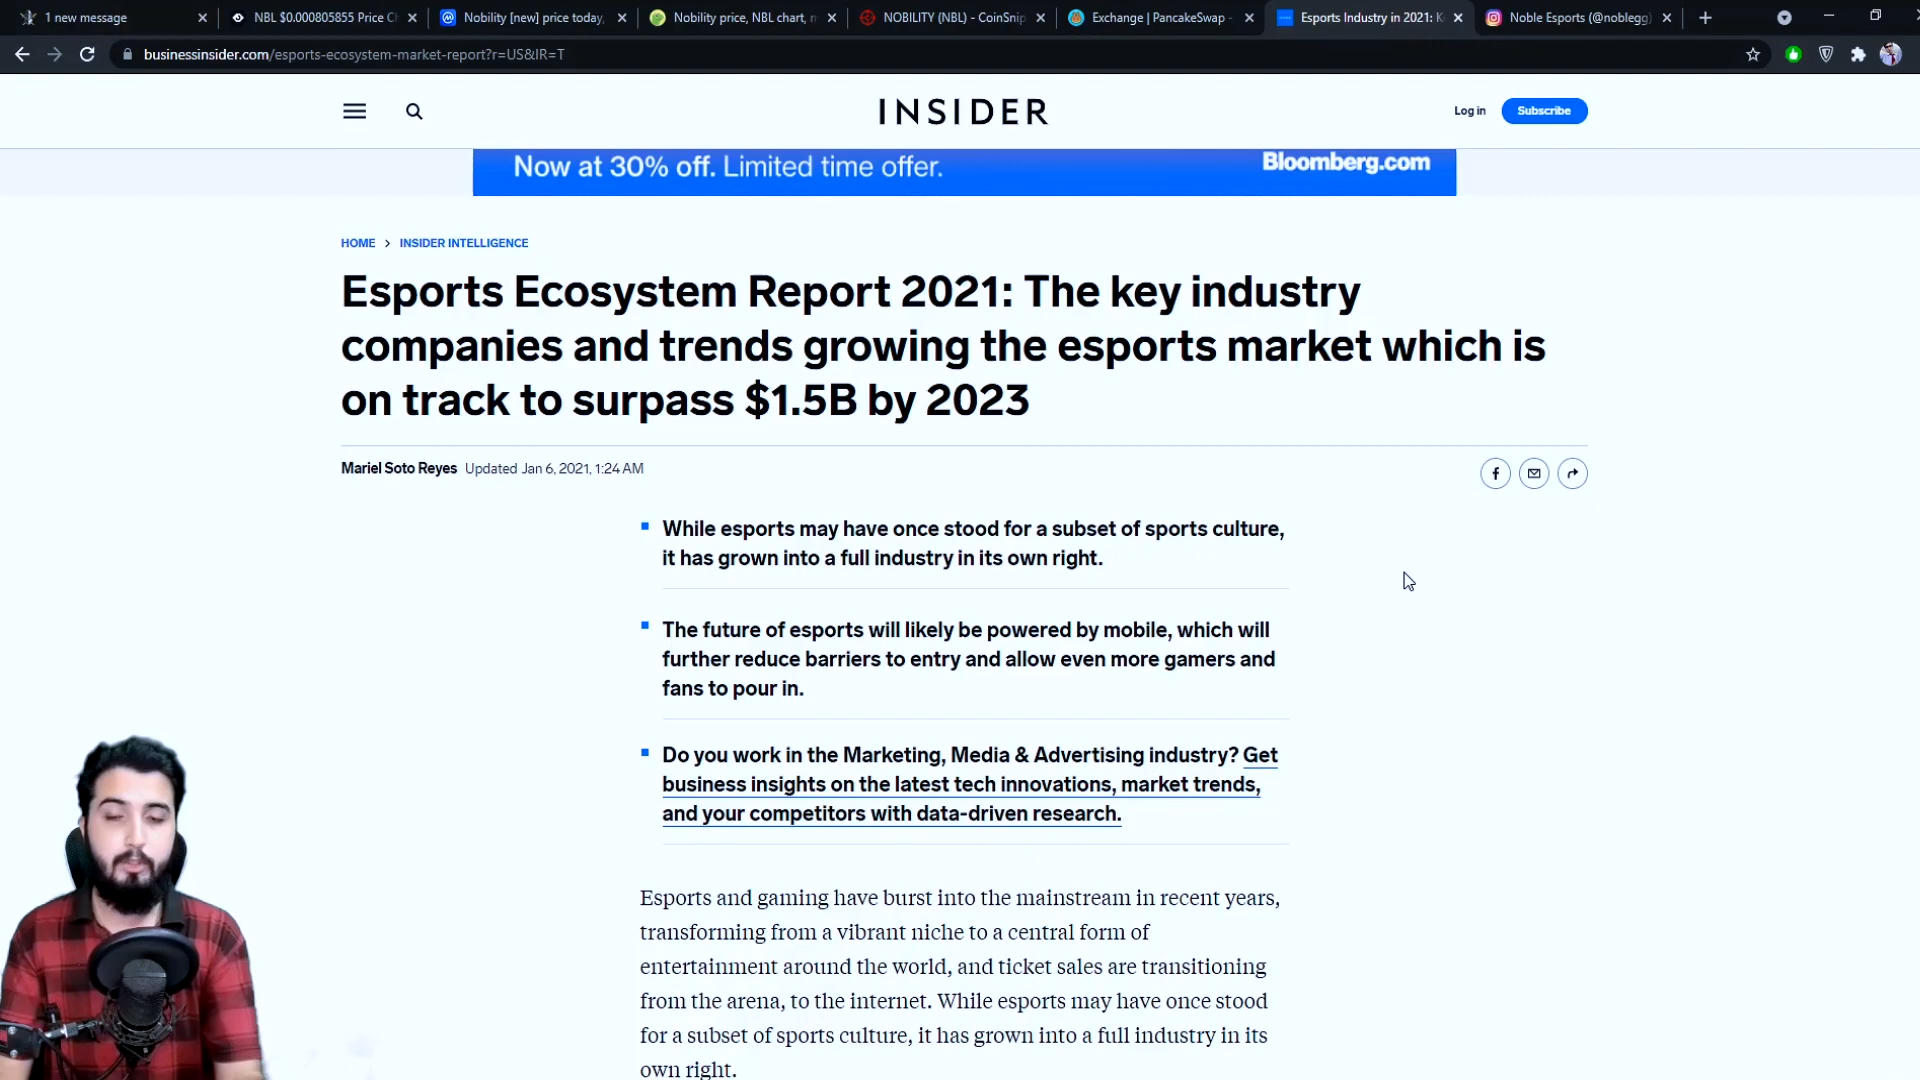 1 new message
NBL $0.000805855 Price C
Nobility [new] price today,
Nobility price, NBL chart,
NOBILITY (NBL) - CoinSnip
Exchange | PancakeSwap -
Esports Industry in 2021: K
Noble Esports (@noblegg)
businessinsider.com/esports-ecosystem-market-report?r=US&IR=T
INSIDER
Log in
Subscribe
Now at 30% off. Limited time offer.
Bloomberg.com
HOME > INSIDER INTELLIGENCE
Esports Ecosystem Report 2021: The key industry
companies and trends growing the esports market which is
on track to surpass $1.5B by 2023
Mariel Soto Reyes Updated Jan 6, 2021, 1:24 AM
While esports may have once stood for a subset of sports culture,
it has grown into a full industry in its own right.
The future of esports will likely be powered by mobile, which will
further reduce barriers to entry and allow even more gamers and
fans to pour in.
Do you work in the Marketing, Media & Advertising industry? Get
business insights on the latest tech innovations, market trends,
and your competitors with data-driven research.
Esports and gaming have burst into the mainstream in recent years,
transforming from a vibrant niche to a central form of
entertainment around the world, and ticket sales are transitioning
from the arena, to the internet. While esports may have once stood
for a subset of sports culture, it has grown into a full industry in its
own right.